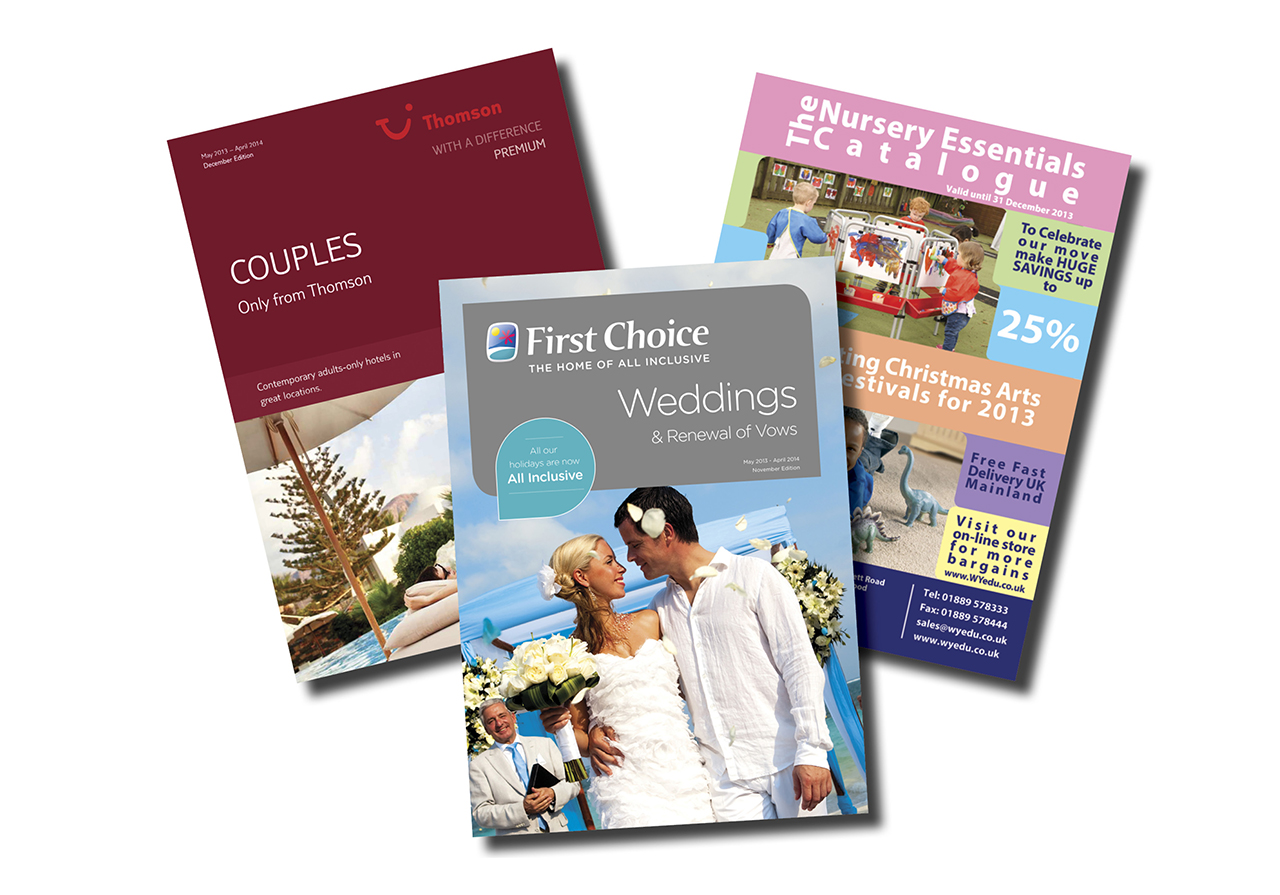 May 2013 – April 2014
December Edition
Thomson
WITH A DIFFERENCE
PREMIUM
COUPLES
Only from Thomson
Contemporary adults-only hotels in
great locations.
First Choice
THE HOME OF ALL INCLUSIVE
Weddings
& Renewal of Vows
May 2013 - April 2014
November Edition
All our
holidays are now
All Inclusive
The Nursery Essentials
Catalogue
Valid until 31 December 2013
To Celebrate
our move
make HUGE
SAVINGS up
to
25%
Christmas Arts
for 2013
Free Fast
Delivery UK
Mainland
Visit our
on-line store
for more
bargains
www.WYedu.co.uk
Road
Tel: 01889 578333
Fax: 01889 578444
sales@wyedu.co.uk
www.wyedu.co.uk